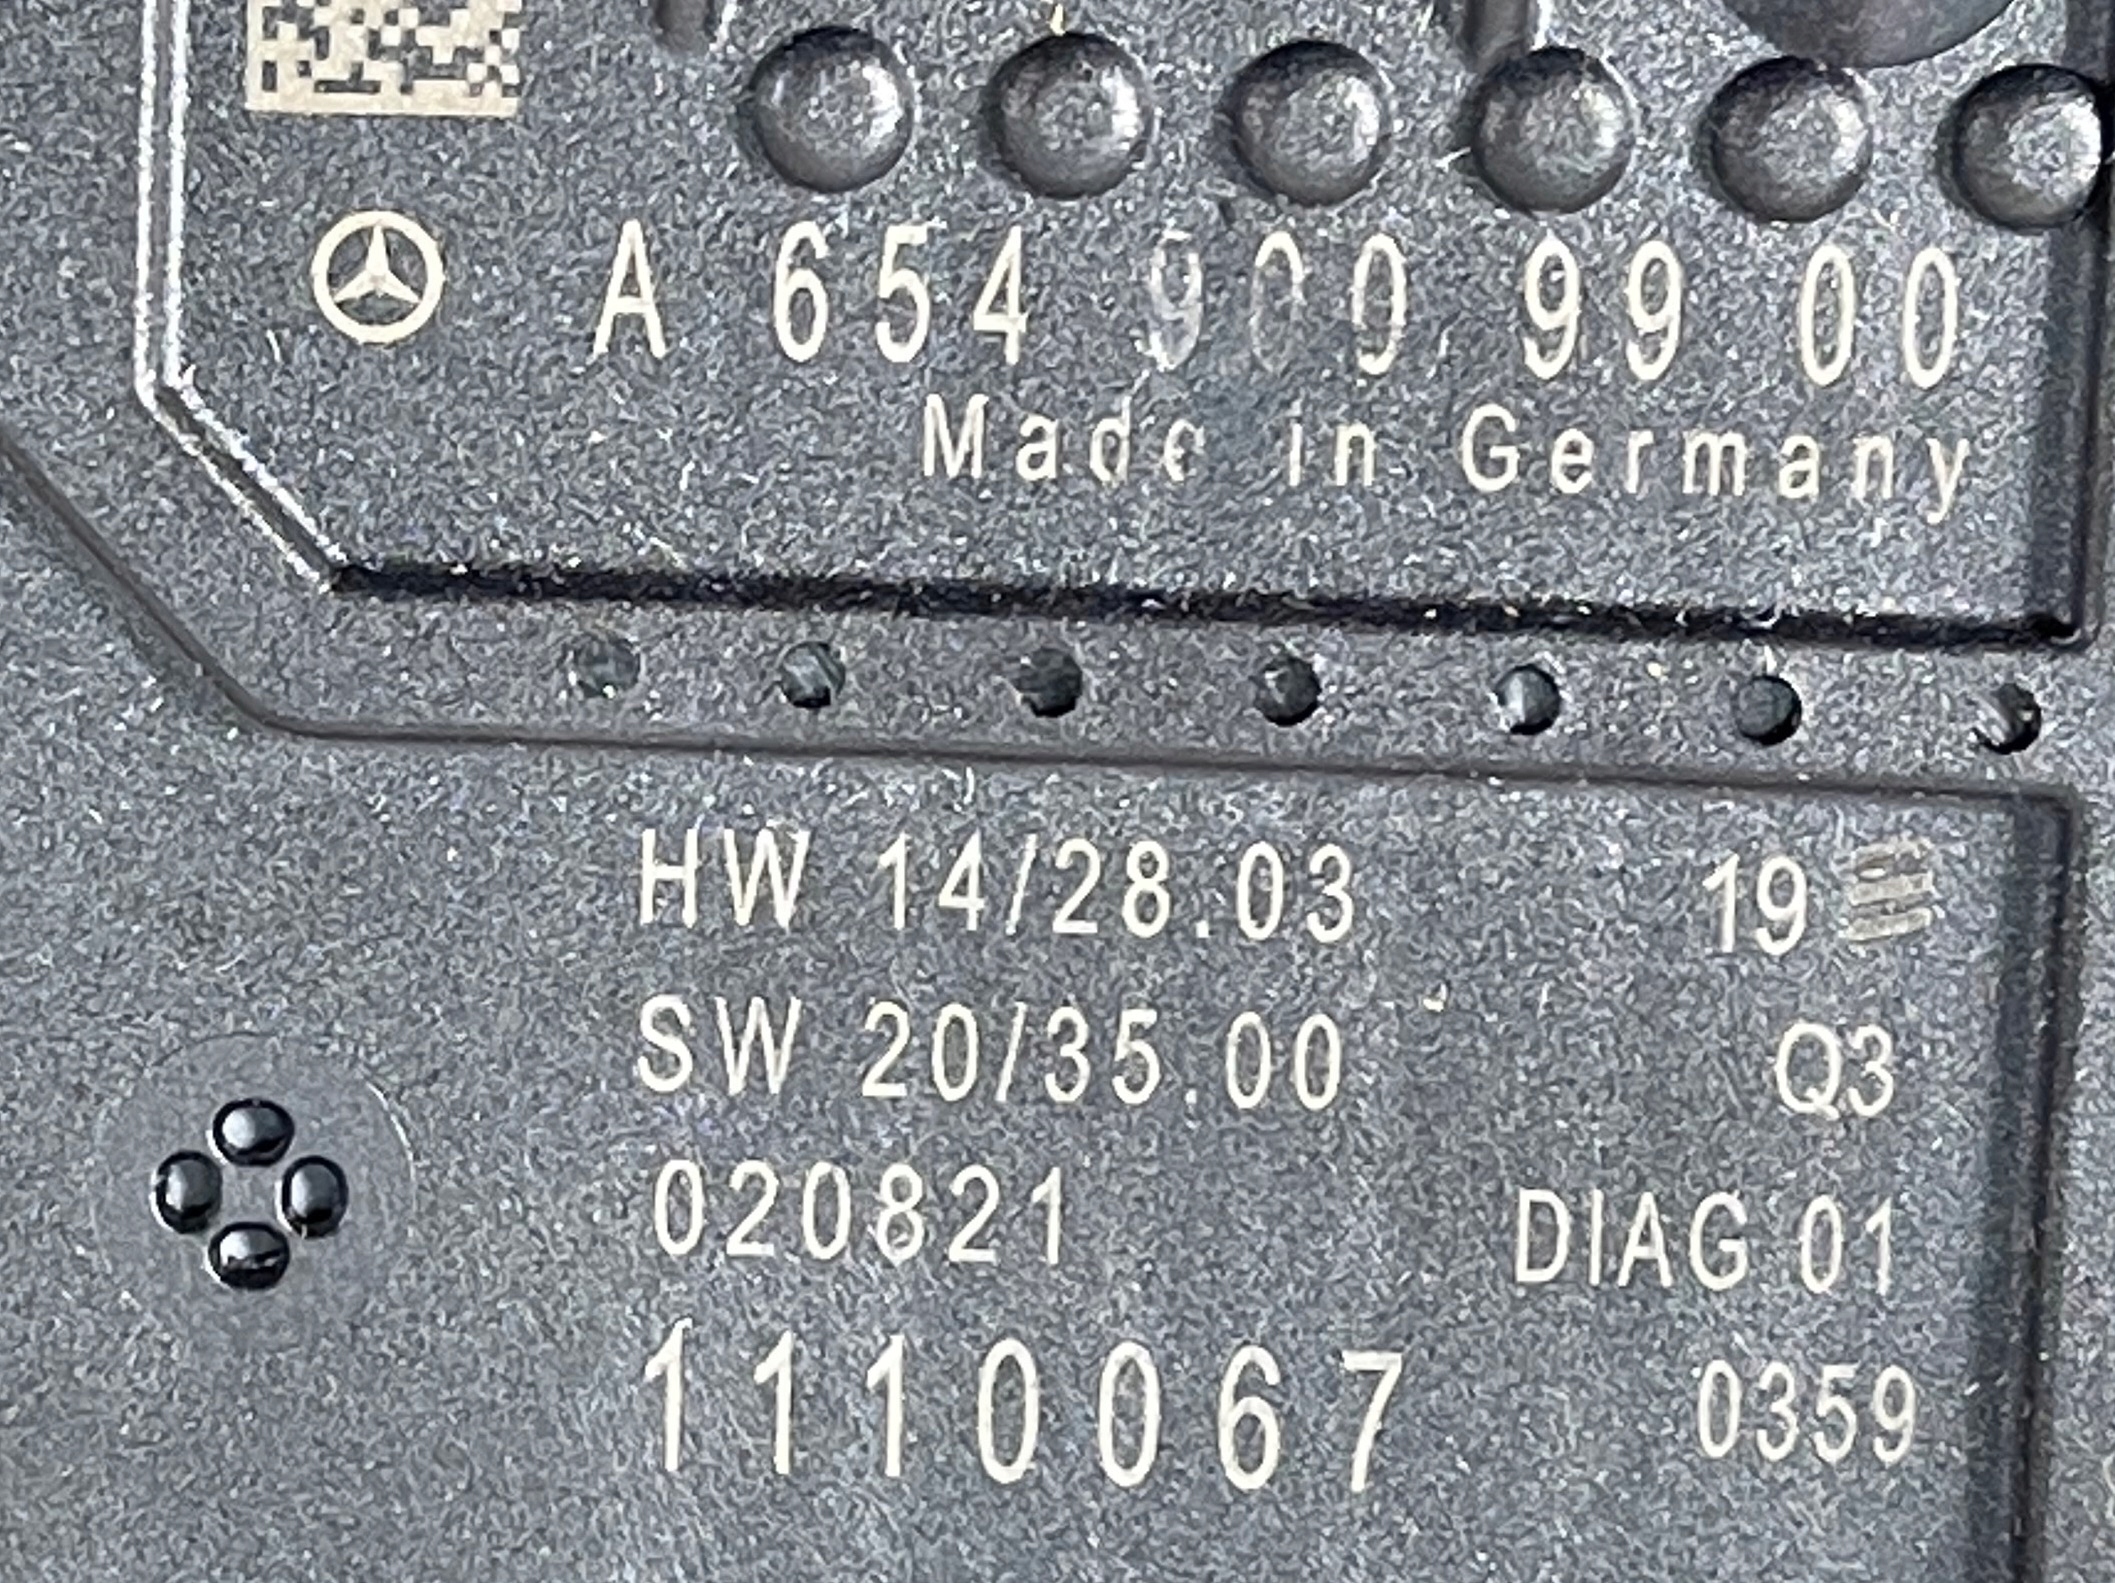 A 654 900 99 00
Made in Germany
HW 14/28.03 19
SW 20/35.00 Q3
020821 DIAG 01
1110067 0359